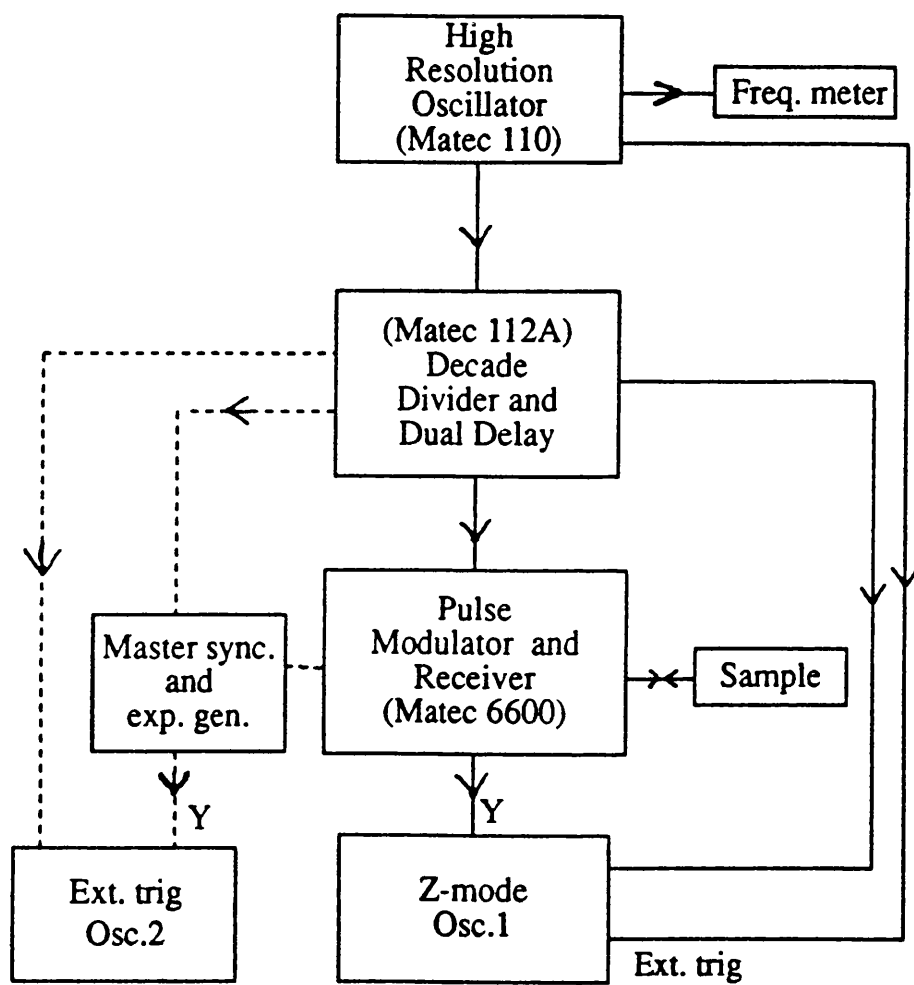 High
Resolution
Oscillator
(Matec 110)
Freq. meter
(Matec 112A)
Decade
Divider and
Dual Delay
Master sync.
and
exp. gen.
Pulse
Modulator and
Receiver
(Matec 6600)
Sample
Y
Y
Ext. trig
Osc.2
Z-mode
Osc.1
Ext. trig